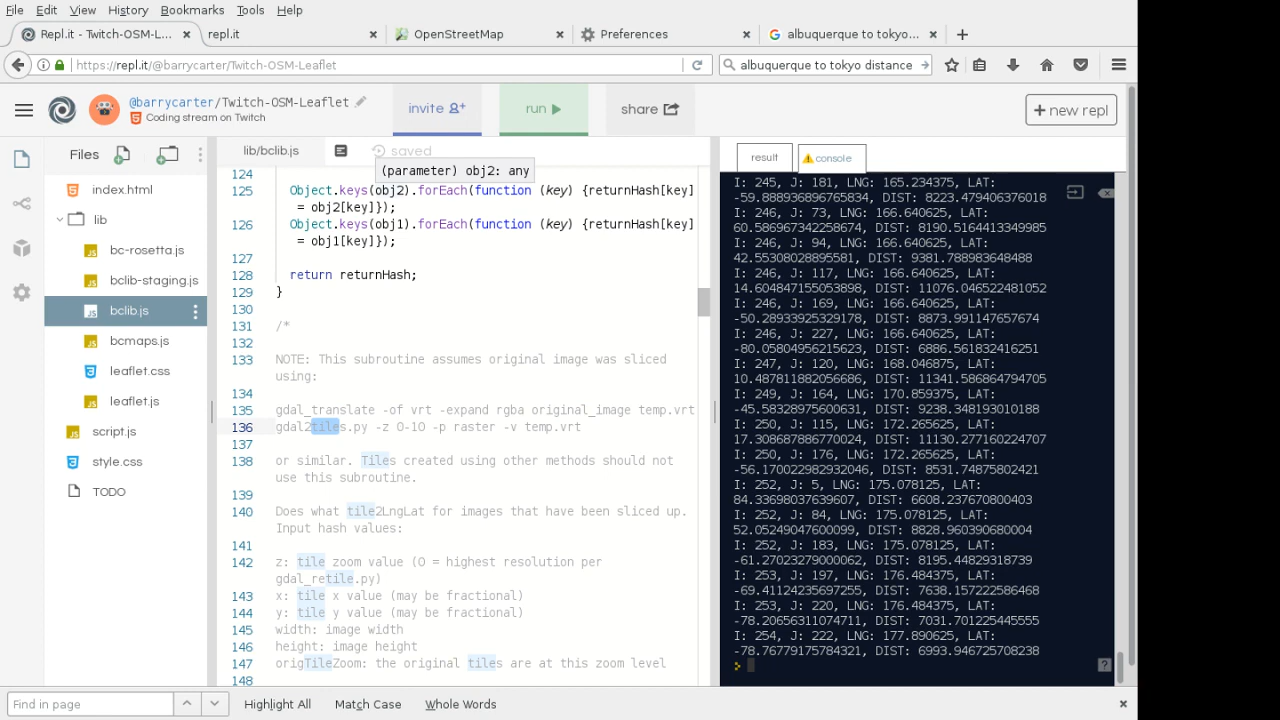 File Edit View History Bookmarks Tools Help
Repl.it - Twitch-OSM-L...
repl.it
OpenStreetMap
Preferences
albuquerque to tokyo...
https://repl.it/@barrycarter/Twitch-OSM-Leaflet
albuquerque to tokyo distance
@barrycarter/Twitch-OSM-Leaflet
Coding stream on Twitch
invite
run
share
+ new repl
Files
index.html
lib
bc-rosetta.js
bclib-staging.js
bclib.js
bcmaps.js
leaflet.css
leaflet.js
script.js
style.css
TODO
lib/bclib.js
saved
(parameter) obj2: any
124
125 Object.keys(obj2).forEach(function (key) {returnHash[key]
= obj2[key]});
126 Object.keys(obj1).forEach(function (key) {returnHash[key]
= obj1[key]});
127
128 return returnHash;
129 }
130
131 /*
132
133 NOTE: This subroutine assumes original image was sliced
using:
134
135 gdal_translate -of vrt -expand rgba original_image temp.vrt
136 gdal2tiles.py -z 0-10 -p raster -v temp.vrt
137
138 or similar. Tiles created using other methods should not
use this subroutine.
139
140 Does what tile2LngLat for images that have been sliced up.
Input hash values:
141
142 z: tile zoom value (0 = highest resolution per
gdal_retile.py)
143 x: tile x value (may be fractional)
144 y: tile y value (may be fractional)
145 width: image width
146 height: image height
147 origTileZoom: the original tiles are at this zoom level
148
result
console
I: 245, J: 181, LNG: 165.234375, LAT:
-59.888936896765834, DIST: 8223.479406376018
I: 246, J: 73, LNG: 166.640625, LAT:
60.586967342258674, DIST: 8190.5164413349985
I: 246, J: 94, LNG: 166.640625, LAT:
42.55308028895581, DIST: 9381.788983648488
I: 246, J: 117, LNG: 166.640625, LAT:
14.604847155053898, DIST: 11076.046522481052
I: 246, J: 169, LNG: 166.640625, LAT:
-50.28933925329178, DIST: 8873.991147657674
I: 246, J: 227, LNG: 166.640625, LAT:
-80.05804956215623, DIST: 6886.561832416251
I: 247, J: 120, LNG: 168.046875, LAT:
10.487811882056686, DIST: 11341.586864794705
I: 249, J: 164, LNG: 170.859375, LAT:
-45.58328975600631, DIST: 9238.348193010188
I: 250, J: 115, LNG: 172.265625, LAT:
17.308687886770024, DIST: 11130.277160224707
I: 250, J: 176, LNG: 172.265625, LAT:
-56.170022982932046, DIST: 8531.74875802421
I: 252, J: 5, LNG: 175.078125, LAT:
84.33698037639607, DIST: 6608.237670800403
I: 252, J: 84, LNG: 175.078125, LAT:
52.05249047600099, DIST: 8828.960390680004
I: 252, J: 183, LNG: 175.078125, LAT:
-61.27023279000062, DIST: 8195.44829318739
I: 253, J: 197, LNG: 176.484375, LAT:
-69.41124235697255, DIST: 7638.157222586468
I: 253, J: 220, LNG: 176.484375, LAT:
-78.20656311074711, DIST: 7031.701225445555
I: 254, J: 222, LNG: 177.890625, LAT:
-78.76779175784321, DIST: 6993.946725708238
>
?
Find in page
Highlight All
Match Case
Whole Words